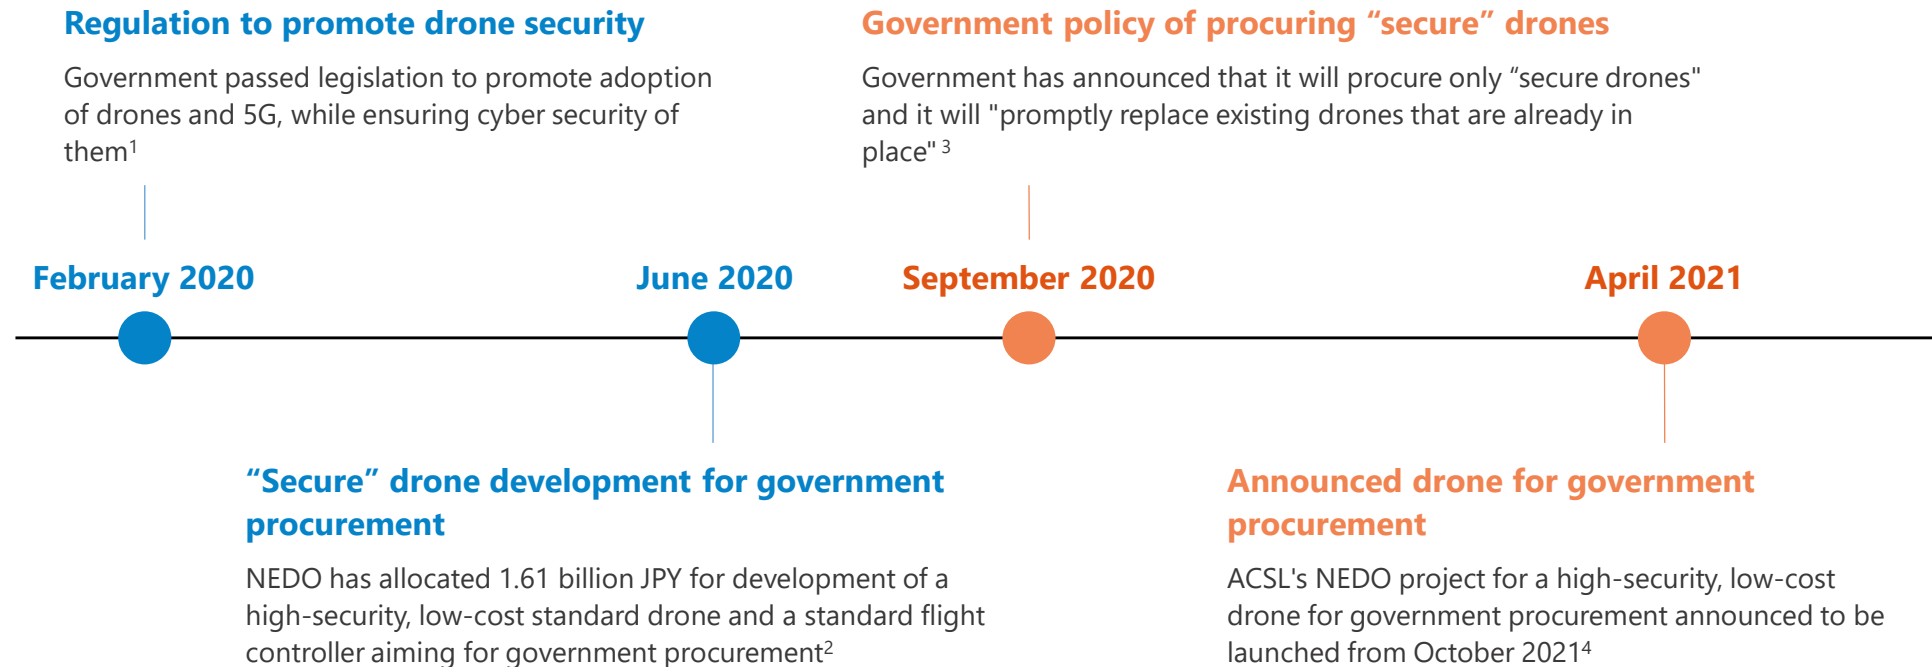 Regulation to promote drone security
Government passed legislation to promote adoption
of drones and 5G, while ensuring cyber security of
them1
Government policy of procuring “secure” drones
Government has announced that it will procure only “secure drones"
and it will "promptly replace existing drones that are already in
place" 3
February 2020
June 2020
September 2020
April 2021
“Secure” drone development for government
procurement
NEDO has allocated 1.61 billion JPY for development of a
high-security, low-cost standard drone and a standard flight
controller aiming for government procurement2
Announced drone for government
procurement
ACSL's NEDO project for a high-security, low-cost
drone for government procurement announced to be
launched from October 20214